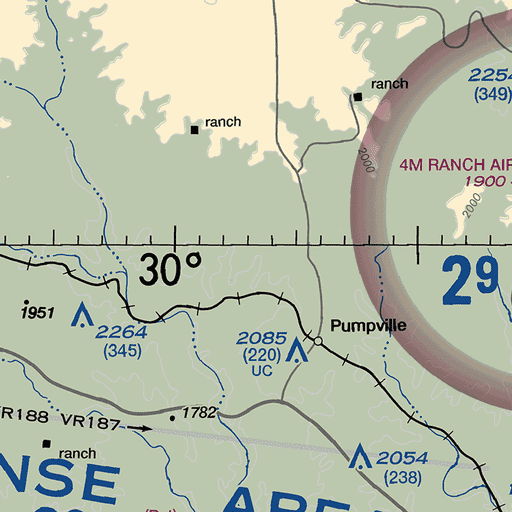 ranch
2254
(349)
ranch
2000
4M RANCH AIR
1900 -
2000
30°
29
1951
2264
(345)
2085
(220)
UC
Pumpville
VR188 VR187
1782
ranch
2054
(238)
NSE